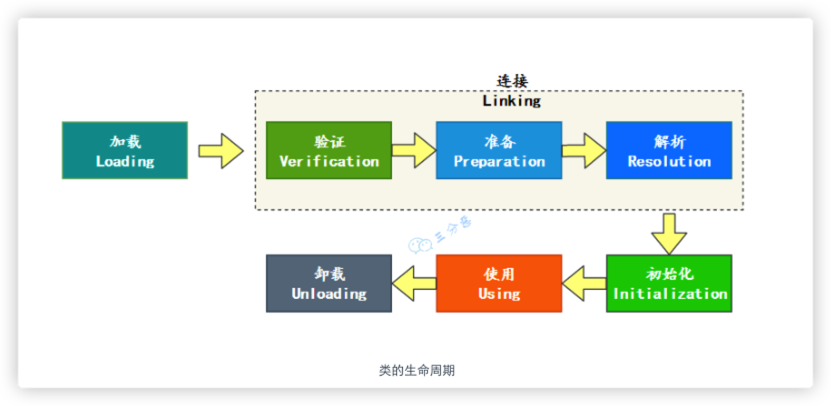 连接
Linking
加载
Loading
验证
Verification
准备
Preparation
解析
Resolution
三分恶
卸载
Unloading
使用
Using
初始化
Initialization
类的生命周期